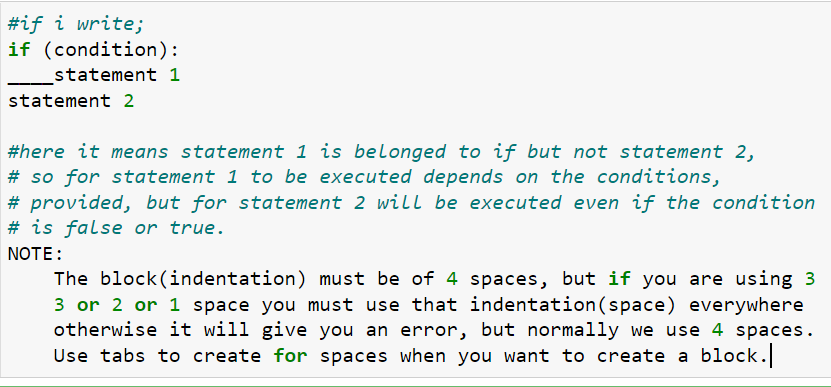 #if i write;
if (condition):
____statement 1
statement 2
#here it means statement 1 is belonged to if but not statement 2,
# so for statement 1 to be executed depends on the conditions,
# provided, but for statement 2 will be executed even if the condition
# is false or true.
NOTE:
The block(indentation) must be of 4 spaces, but if you are using 3
3 or 2 or 1 space you must use that indentation(space) everywhere
otherwise it will give you an error, but normally we use 4 spaces.
Use tabs to create for spaces when you want to create a block.